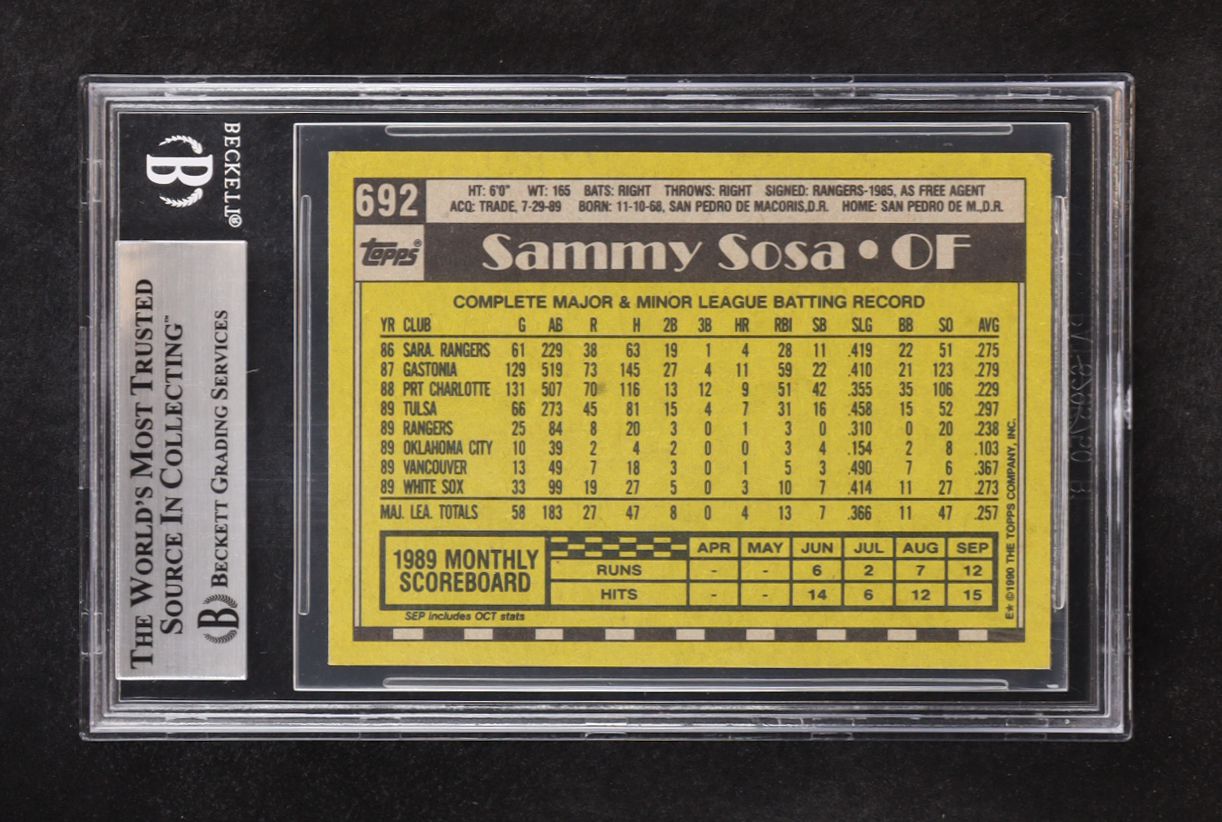 BECKETT®
B
THE WORLD'S MOST TRUSTED
SOURCE IN COLLECTING™
B BECKETT GRADING SERVICES
692
HT: 6'0" WT: 165 BATS: RIGHT THROWS: RIGHT SIGNED: RANGERS-1985, AS FREE AGENT
ACQ: TRADE, 7-29-89 BORN: 11-10-68, SAN PEDRO DE MACORIS,D.R. HOME: SAN PEDRO DE M.,D.R.
Topps®
Sammy Sosa • OF
COMPLETE MAJOR & MINOR LEAGUE BATTING RECORD
YR CLUB G AB R H 2B 3B HR RBI SB SLG BB SO AVG
86 SARA. RANGERS 61 229 38 63 19 1 4 28 11 .419 22 51 .275
87 GASTONIA 129 519 73 145 27 4 11 59 22 .410 21 123 .279
88 PRT CHARLOTTE 131 507 70 116 13 12 9 51 42 .355 35 106 .229
89 TULSA 66 273 45 81 15 4 7 31 16 .458 15 52 .297
89 RANGERS 25 84 8 20 3 0 1 3 0 .310 0 20 .238
89 OKLAHOMA CITY 10 39 2 4 2 0 0 3 4 .154 2 8 .103
89 VANCOUVER 13 49 7 18 3 0 1 5 3 .490 7 6 .367
89 WHITE SOX 33 99 19 27 5 0 3 10 7 .414 11 27 .273
MAJ. LEA. TOTALS 58 183 27 47 8 0 4 13 7 .366 11 47 .257
1989 MONTHLY
SCOREBOARD
APR MAY JUN JUL AUG SEP
RUNS - - 6 2 7 12
HITS - - 14 6 12 15
SEP includes OCT stats
E★ ©1990 THE TOPPS COMPANY, INC.